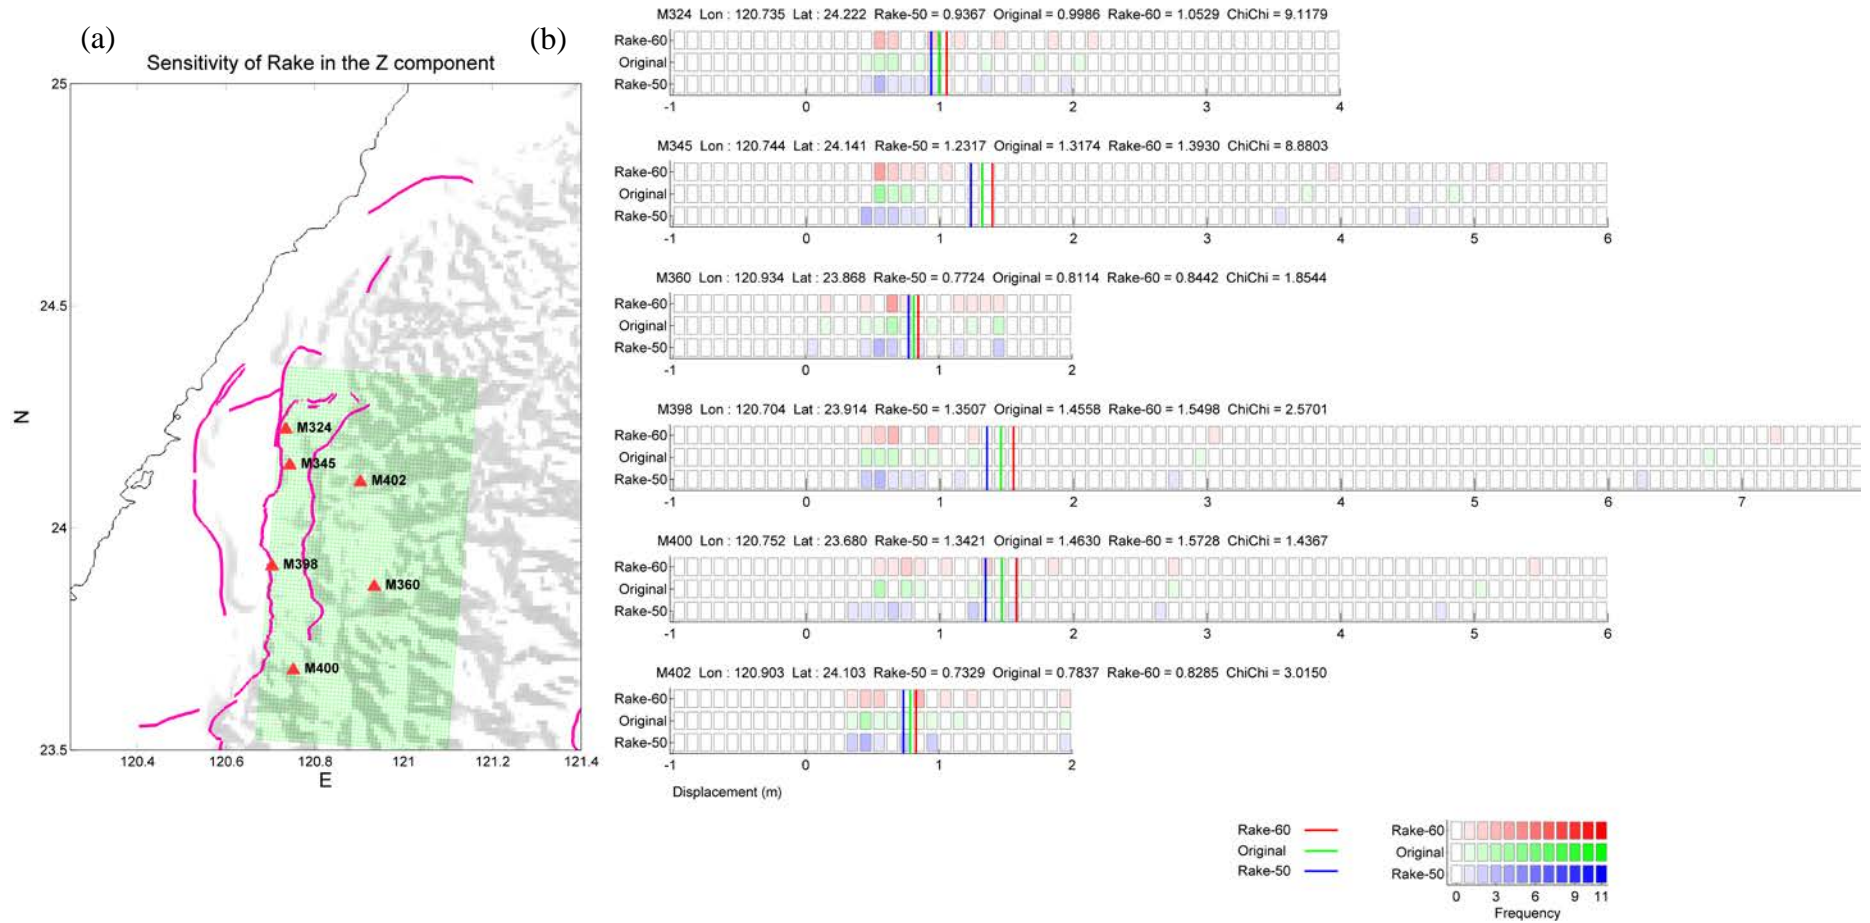 (a)
Sensitivity of Rake in the Z component
25
24.5
24
23.5
N
120.4 120.6 120.8 121 121.2 121.4
E
M324
M345
M402
M398
M360
M400
(b)
M324 Lon : 120.735 Lat : 24.222 Rake-50 = 0.9367 Original = 0.9986 Rake-60 = 1.0529 ChiChi = 9.1179
Rake-60
Original
Rake-50
-1 0 1 2 3 4
M345 Lon : 120.744 Lat : 24.141 Rake-50 = 1.2317 Original = 1.3174 Rake-60 = 1.3930 ChiChi = 8.8803
Rake-60
Original
Rake-50
-1 0 1 2 3 4 5 6
M360 Lon : 120.934 Lat : 23.868 Rake-50 = 0.7724 Original = 0.8114 Rake-60 = 0.8442 ChiChi = 1.8544
Rake-60
Original
Rake-50
-1 0 1 2
M398 Lon : 120.704 Lat : 23.914 Rake-50 = 1.3507 Original = 1.4558 Rake-60 = 1.5498 ChiChi = 2.5701
Rake-60
Original
Rake-50
-1 0 1 2 3 4 5 6 7
M400 Lon : 120.752 Lat : 23.680 Rake-50 = 1.3421 Original = 1.4630 Rake-60 = 1.5728 ChiChi = 1.4367
Rake-60
Original
Rake-50
-1 0 1 2 3 4 5 6
M402 Lon : 120.903 Lat : 24.103 Rake-50 = 0.7329 Original = 0.7837 Rake-60 = 0.8285 ChiChi = 3.0150
Rake-60
Original
Rake-50
-1 0 1 2
Displacement (m)
Rake-60
Original
Rake-50
Rake-60
Original
Rake-50
0 3 6 9 11
Frequency